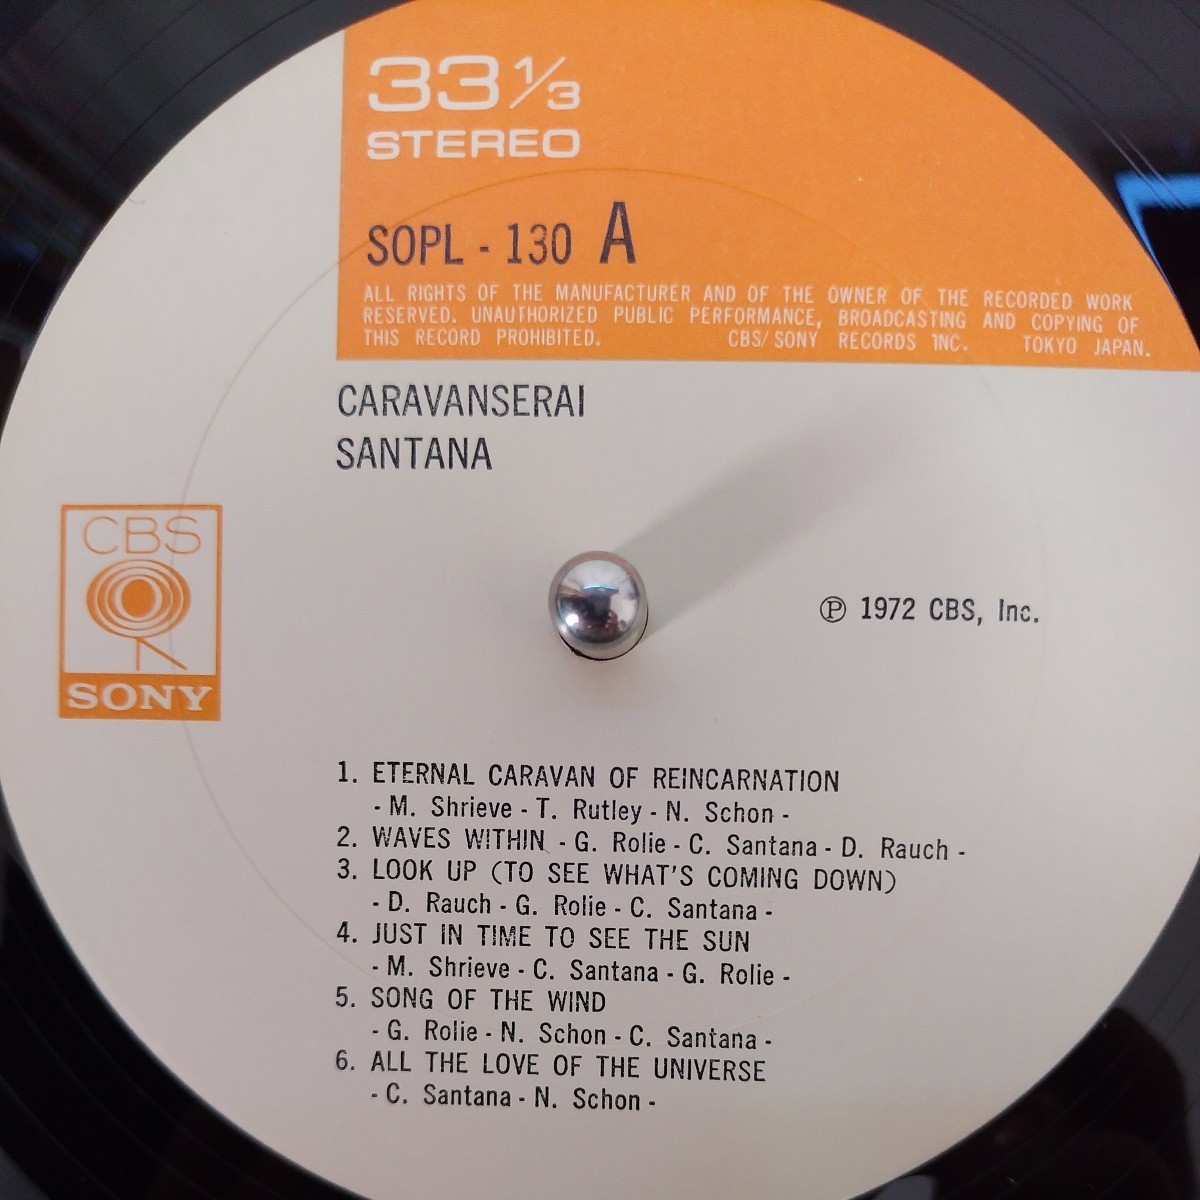 33 1/3
STEREO
SOPL - 130 A
ALL RIGHTS OF THE MANUFACTURER AND OF THE OWNER OF THE RECORDED WORK
RESERVED. UNAUTHORIZED PUBLIC PERFORMANCE, BROADCASTING AND COPYING OF
THIS RECORD PROHIBITED. CBS/SONY RECORDS INC. TOKYO JAPAN.
CARAVANSERAI
SANTANA
CBS
SONY
℗ 1972 CBS, Inc.
1. ETERNAL CARAVAN OF REINCARNATION
- M. Shrieve - T. Rutley - N. Schon -
2. WAVES WITHIN - G. Rolie - C. Santana - D. Rauch -
3. LOOK UP (TO SEE WHAT'S COMING DOWN)
- D. Rauch - G. Rolie - C. Santana -
4. JUST IN TIME TO SEE THE SUN
- M. Shrieve - C. Santana - G. Rolie -
5. SONG OF THE WIND
- G. Rolie - N. Schon - C. Santana -
6. ALL THE LOVE OF THE UNIVERSE
- C. Santana - N. Schon -